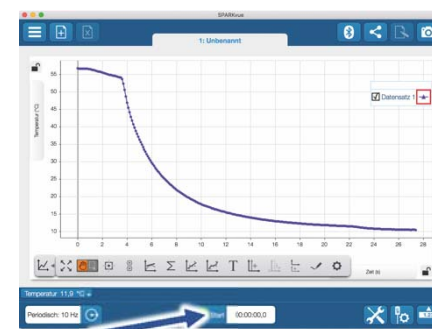 SPARKvue
1: Unbenannt
Temperatur (°C)
55
50
45
40
35
30
25
20
15
10
0
2
4
6
8
10
12
14
16
18
20
22
24
26
28
Datensatz 1
Σ
T
Zeit (s)
Temperatur 11,9 °C
Periodisch: 10 Hz
Start
00:00:00,0